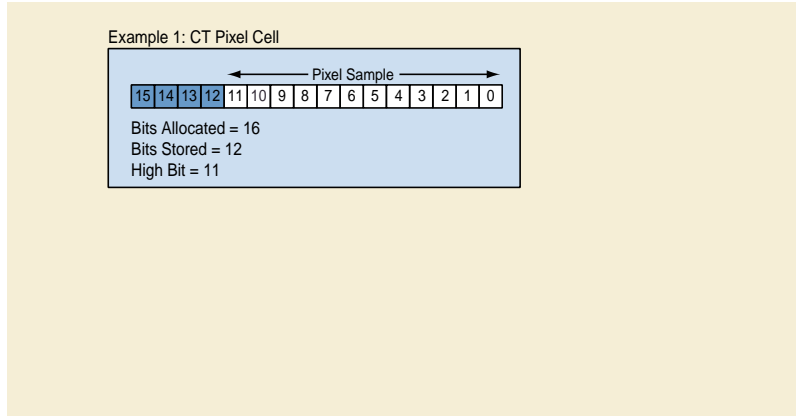 Example 1: CT Pixel Cell
Pixel Sample
15 14 13 12 11 10 9 8 7 6 5 4 3 2 1 0
Bits Allocated = 16
Bits Stored = 12
High Bit = 11